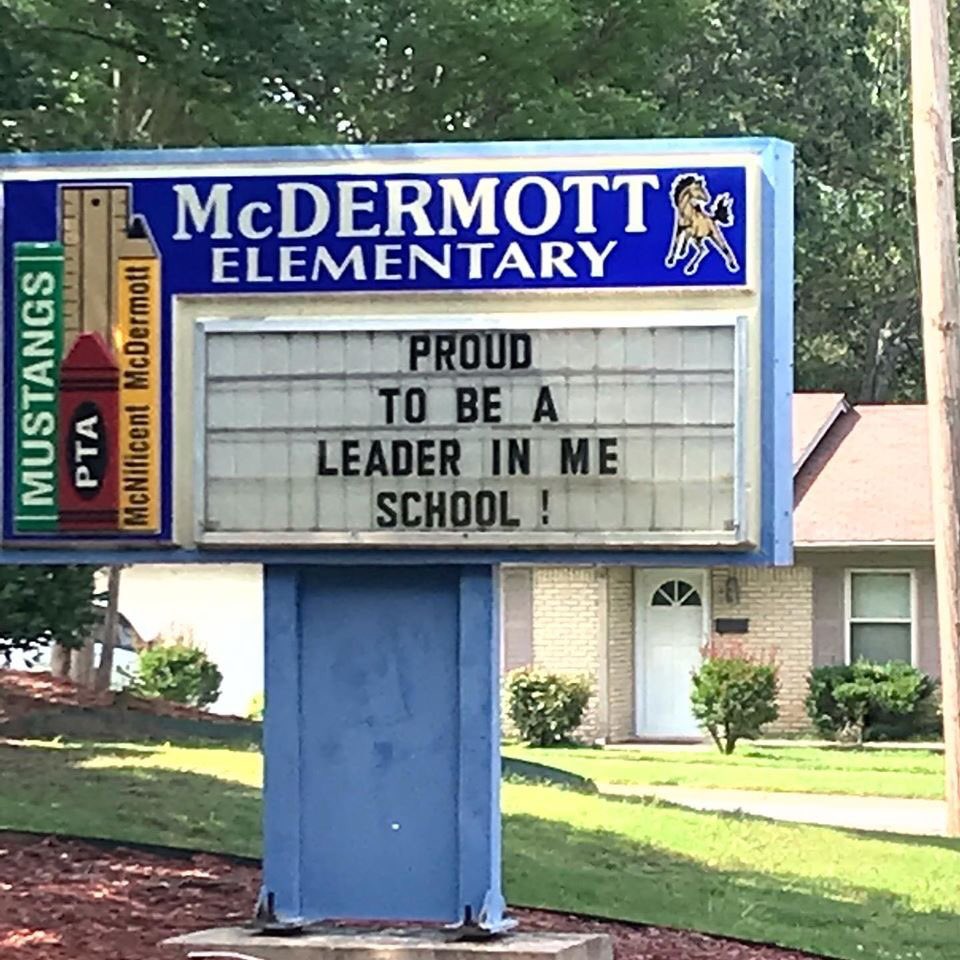 McDERMOTT
ELEMENTARY
MUSTANGS
PTA
McNificent McDermott
PROUD
TO BE A
LEADER IN ME
SCHOOL !